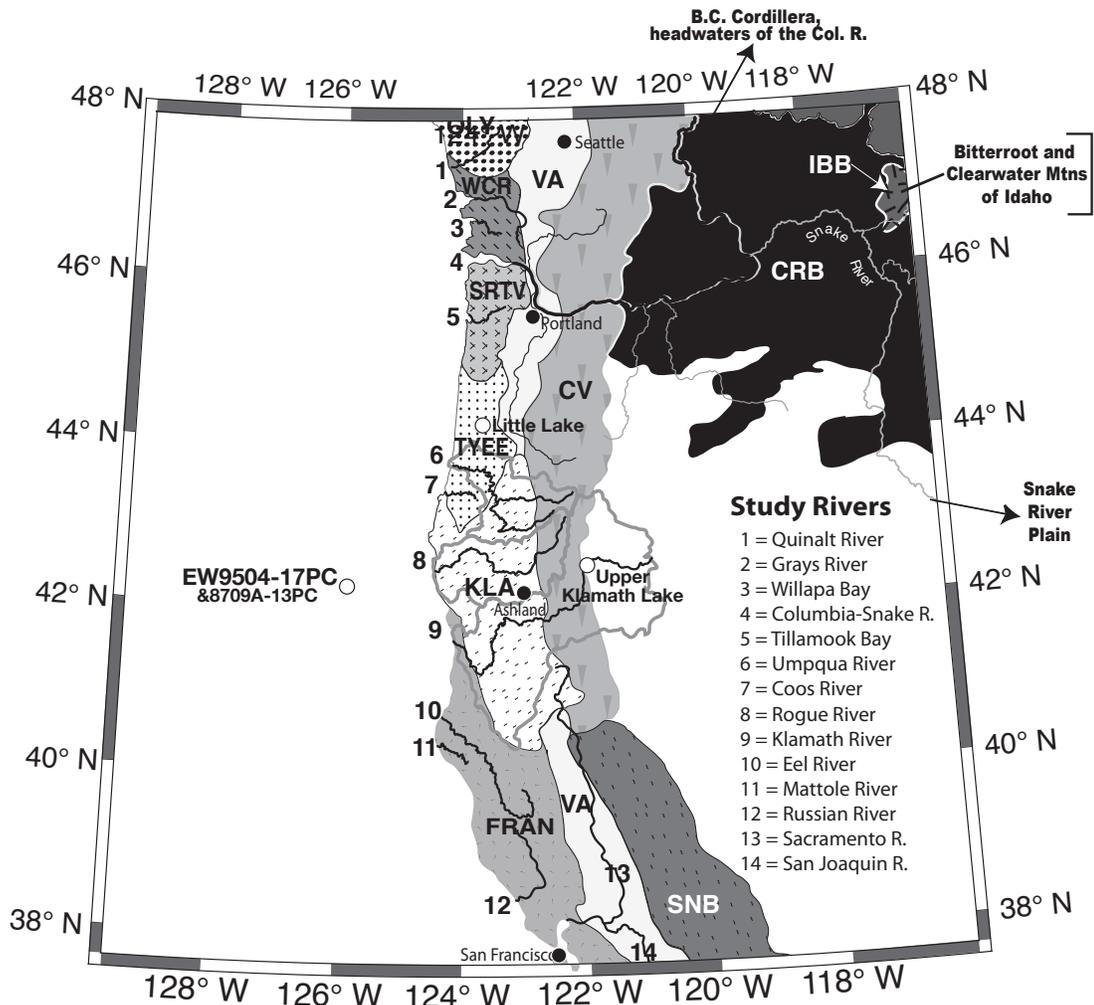 B.C. Cordillera,
headwaters of the Col. R.
128° W
126° W
122° W
120° W
118° W
48° N
48° N
OLY
124° W
Seattle
1
WCR
VA
IBB
Bitterroot and
Clearwater Mtns
of Idaho
2
3
Snake
River
46° N
46° N
4
CRB
SRTV
5
Portland
CV
44° N
44° N
Little Lake
TYEE
6
7
Snake
River
Plain
Study Rivers
1 = Quinalt River
2 = Grays River
3 = Willapa Bay
4 = Columbia-Snake R.
5 = Tillamook Bay
6 = Umpqua River
7 = Coos River
8 = Rogue River
9 = Klamath River
10 = Eel River
11 = Mattole River
12 = Russian River
13 = Sacramento R.
14 = San Joaquin R.
8
EW9504-17PC
&8709A-13PC
KLA
Ashland
Upper
Klamath Lake
42° N
42° N
9
10
11
40° N
40° N
VA
FRAN
13
12
SNB
38° N
38° N
San Francisco
14
128° W
126° W
124° W
122° W
120° W
118° W